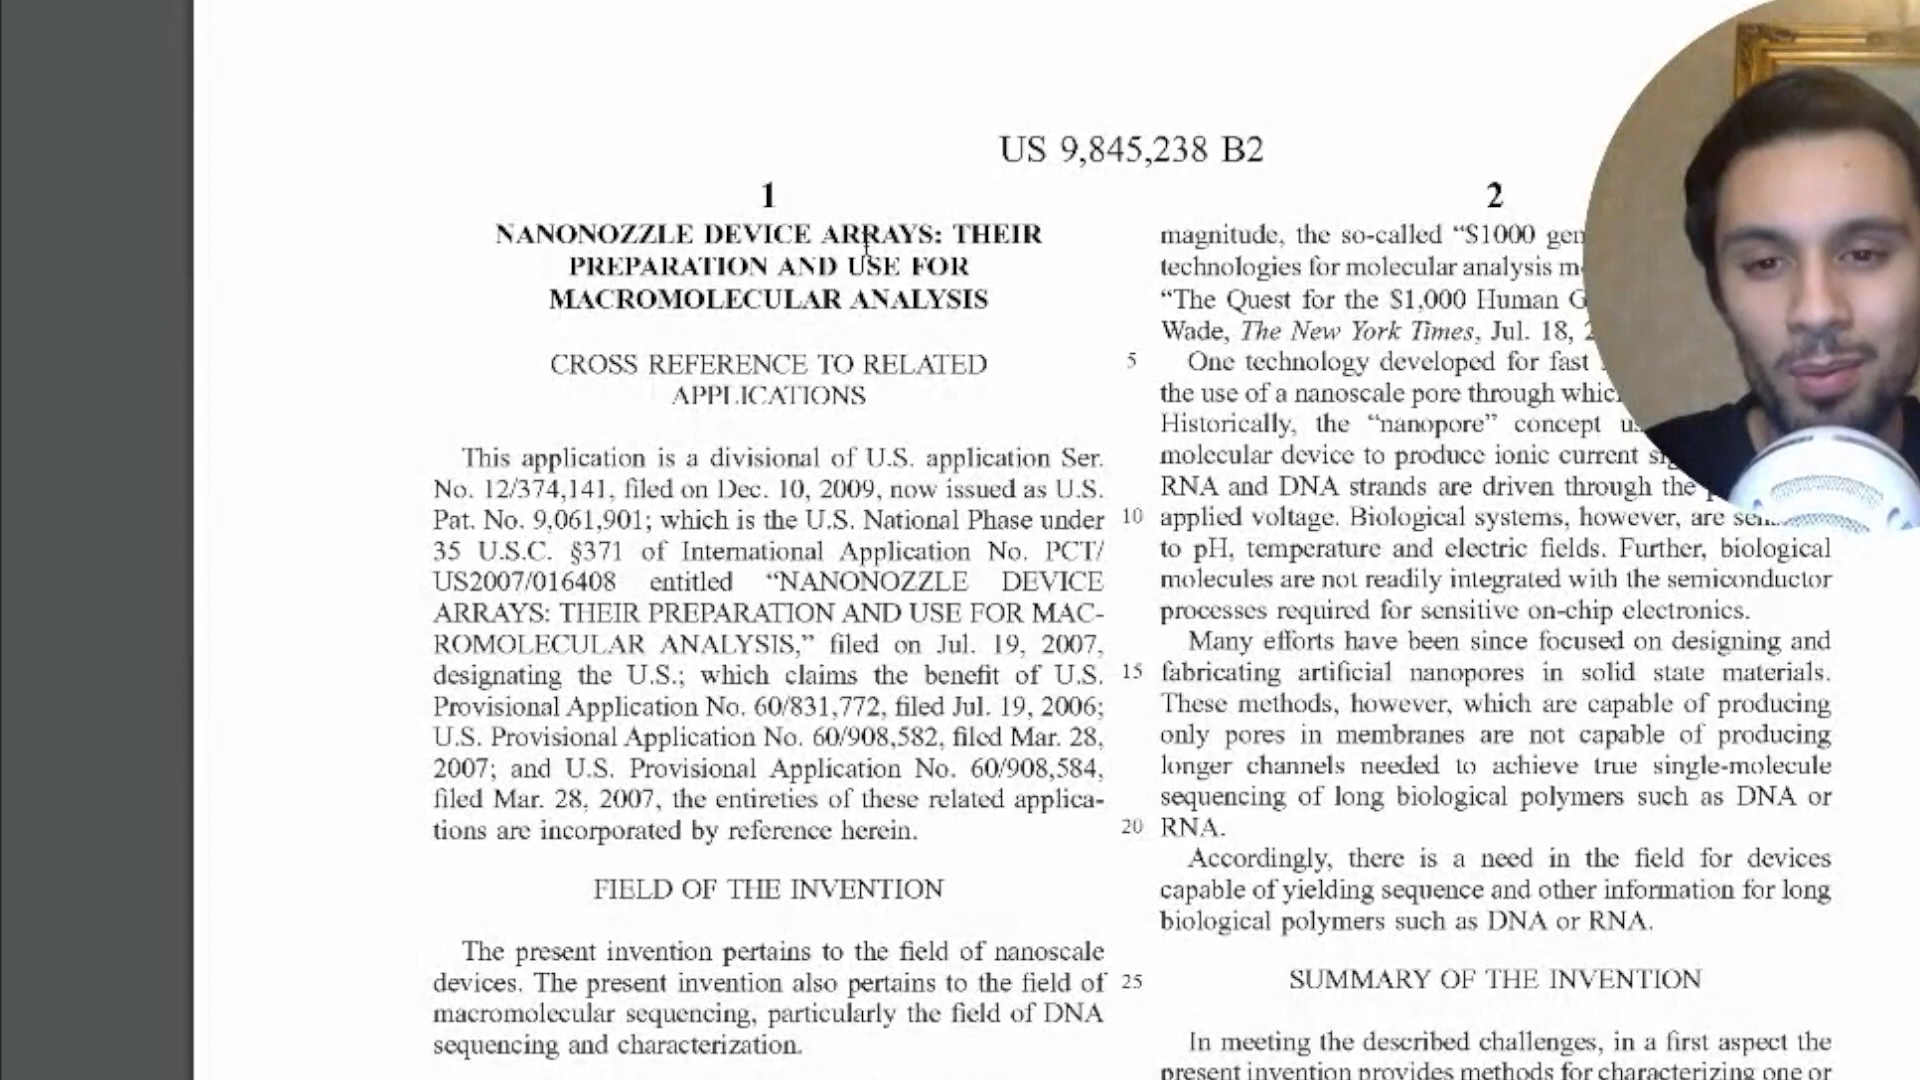 US 9,845,238 B2
1
NANONOZZLE DEVICE ARRAYS: THEIR
PREPARATION AND USE FOR
MACROMOLECULAR ANALYSIS
CROSS REFERENCE TO RELATED
APPLICATIONS
This application is a divisional of U.S. application Ser.
No. 12/374,141, filed on Dec. 10, 2009, now issued as U.S.
Pat. No. 9,061,901; which is the U.S. National Phase under
35 U.S.C. §371 of International Application No. PCT/
US2007/016408 entitled “NANONOZZLE DEVICE
ARRAYS: THEIR PREPARATION AND USE FOR MAC-
ROMOLECULAR ANALYSIS,” filed on Jul. 19, 2007,
designating the U.S.; which claims the benefit of U.S.
Provisional Application No. 60/831,772, filed Jul. 19, 2006;
U.S. Provisional Application No. 60/908,582, filed Mar. 28,
2007; and U.S. Provisional Application No. 60/908,584,
filed Mar. 28, 2007, the entireties of these related applica-
tions are incorporated by reference herein.
FIELD OF THE INVENTION
The present invention pertains to the field of nanoscale
devices. The present invention also pertains to the field of
macromolecular sequencing, particularly the field of DNA
sequencing and characterization.
5
10
15
20
25
2
magnitude, the so-called “$1000
technologies for molecular analysis
“The Quest for the $1,000 Human
Wade, The New York Times, Jul. 18,
One technology developed for fast
the use of a nanoscale pore through
Historically, the “nanopore” concept
molecular device to produce ionic current
RNA and DNA strands are driven through the
applied voltage. Biological systems, however, are
to pH, temperature and electric fields. Further, biological
molecules are not readily integrated with the semiconductor
processes required for sensitive on-chip electronics.
Many efforts have been since focused on designing and
fabricating artificial nanopores in solid state materials.
These methods, however, which are capable of producing
only pores in membranes are not capable of producing
longer channels needed to achieve true single-molecule
sequencing of long biological polymers such as DNA or
RNA.
Accordingly, there is a need in the field for devices
capable of yielding sequence and other information for long
biological polymers such as DNA or RNA.
SUMMARY OF THE INVENTION
In meeting the described challenges, in a first aspect the
present invention provides methods for characterizing one or